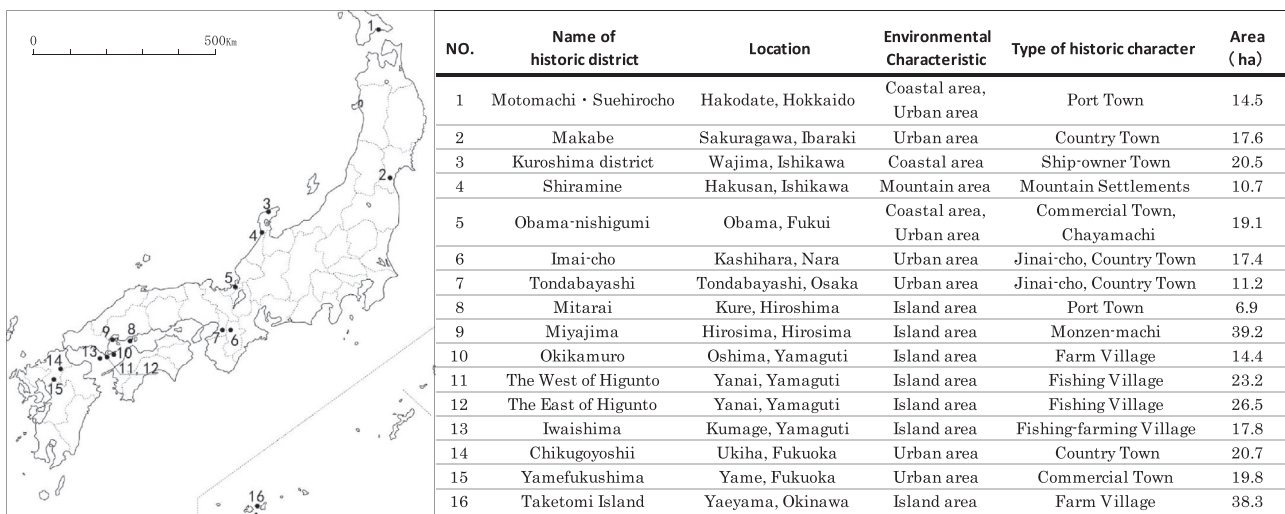 0 500Km
1
2
3
4
5
9 8
7 6
13 10
14 11, 12
15
16
NO. Name of historic district Location Environmental Characteristic Type of historic character Area (ha)
1 Motomachi・Suehirocho Hakodate, Hokkaido Coastal area, Urban area Port Town 14.5
2 Makabe Sakuragawa, Ibaraki Urban area Country Town 17.6
3 Kuroshima district Wajima, Ishikawa Coastal area Ship-owner Town 20.5
4 Shiramine Hakusan, Ishikawa Mountain area Mountain Settlements 10.7
5 Obama-nishigumi Obama, Fukui Coastal area, Urban area Commercial Town, Chayamachi 19.1
6 Imai-cho Kashihara, Nara Urban area Jinai-cho, Country Town 17.4
7 Tondabayashi Tondabayashi, Osaka Urban area Jinai-cho, Country Town 11.2
8 Mitarai Kure, Hiroshima Island area Port Town 6.9
9 Miyajima Hirosima, Hirosima Island area Monzen-machi 39.2
10 Okikamuro Oshima, Yamaguti Island area Farm Village 14.4
11 The West of Higunto Yanai, Yamaguti Island area Fishing Village 23.2
12 The East of Higunto Yanai, Yamaguti Island area Fishing Village 26.5
13 Iwaishima Kumage, Yamaguti Island area Fishing-farming Village 17.8
14 Chikugoyoshii Ukiha, Fukuoka Urban area Country Town 20.7
15 Yamefukushima Yame, Fukuoka Urban area Commercial Town 19.8
16 Taketomi Island Yaeyama, Okinawa Island area Farm Village 38.3